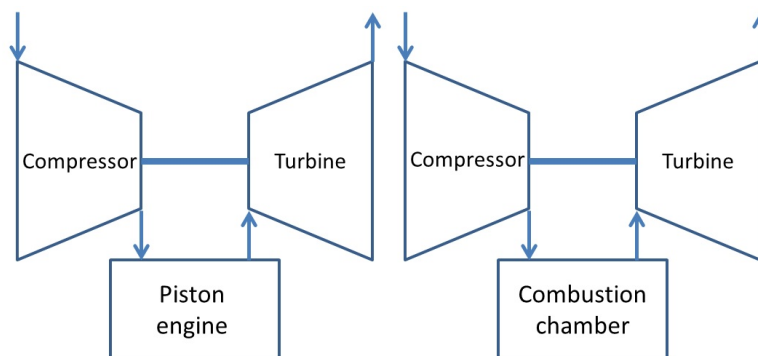 Compressor
Turbine
Compressor
Turbine
Piston
engine
Combustion
chamber